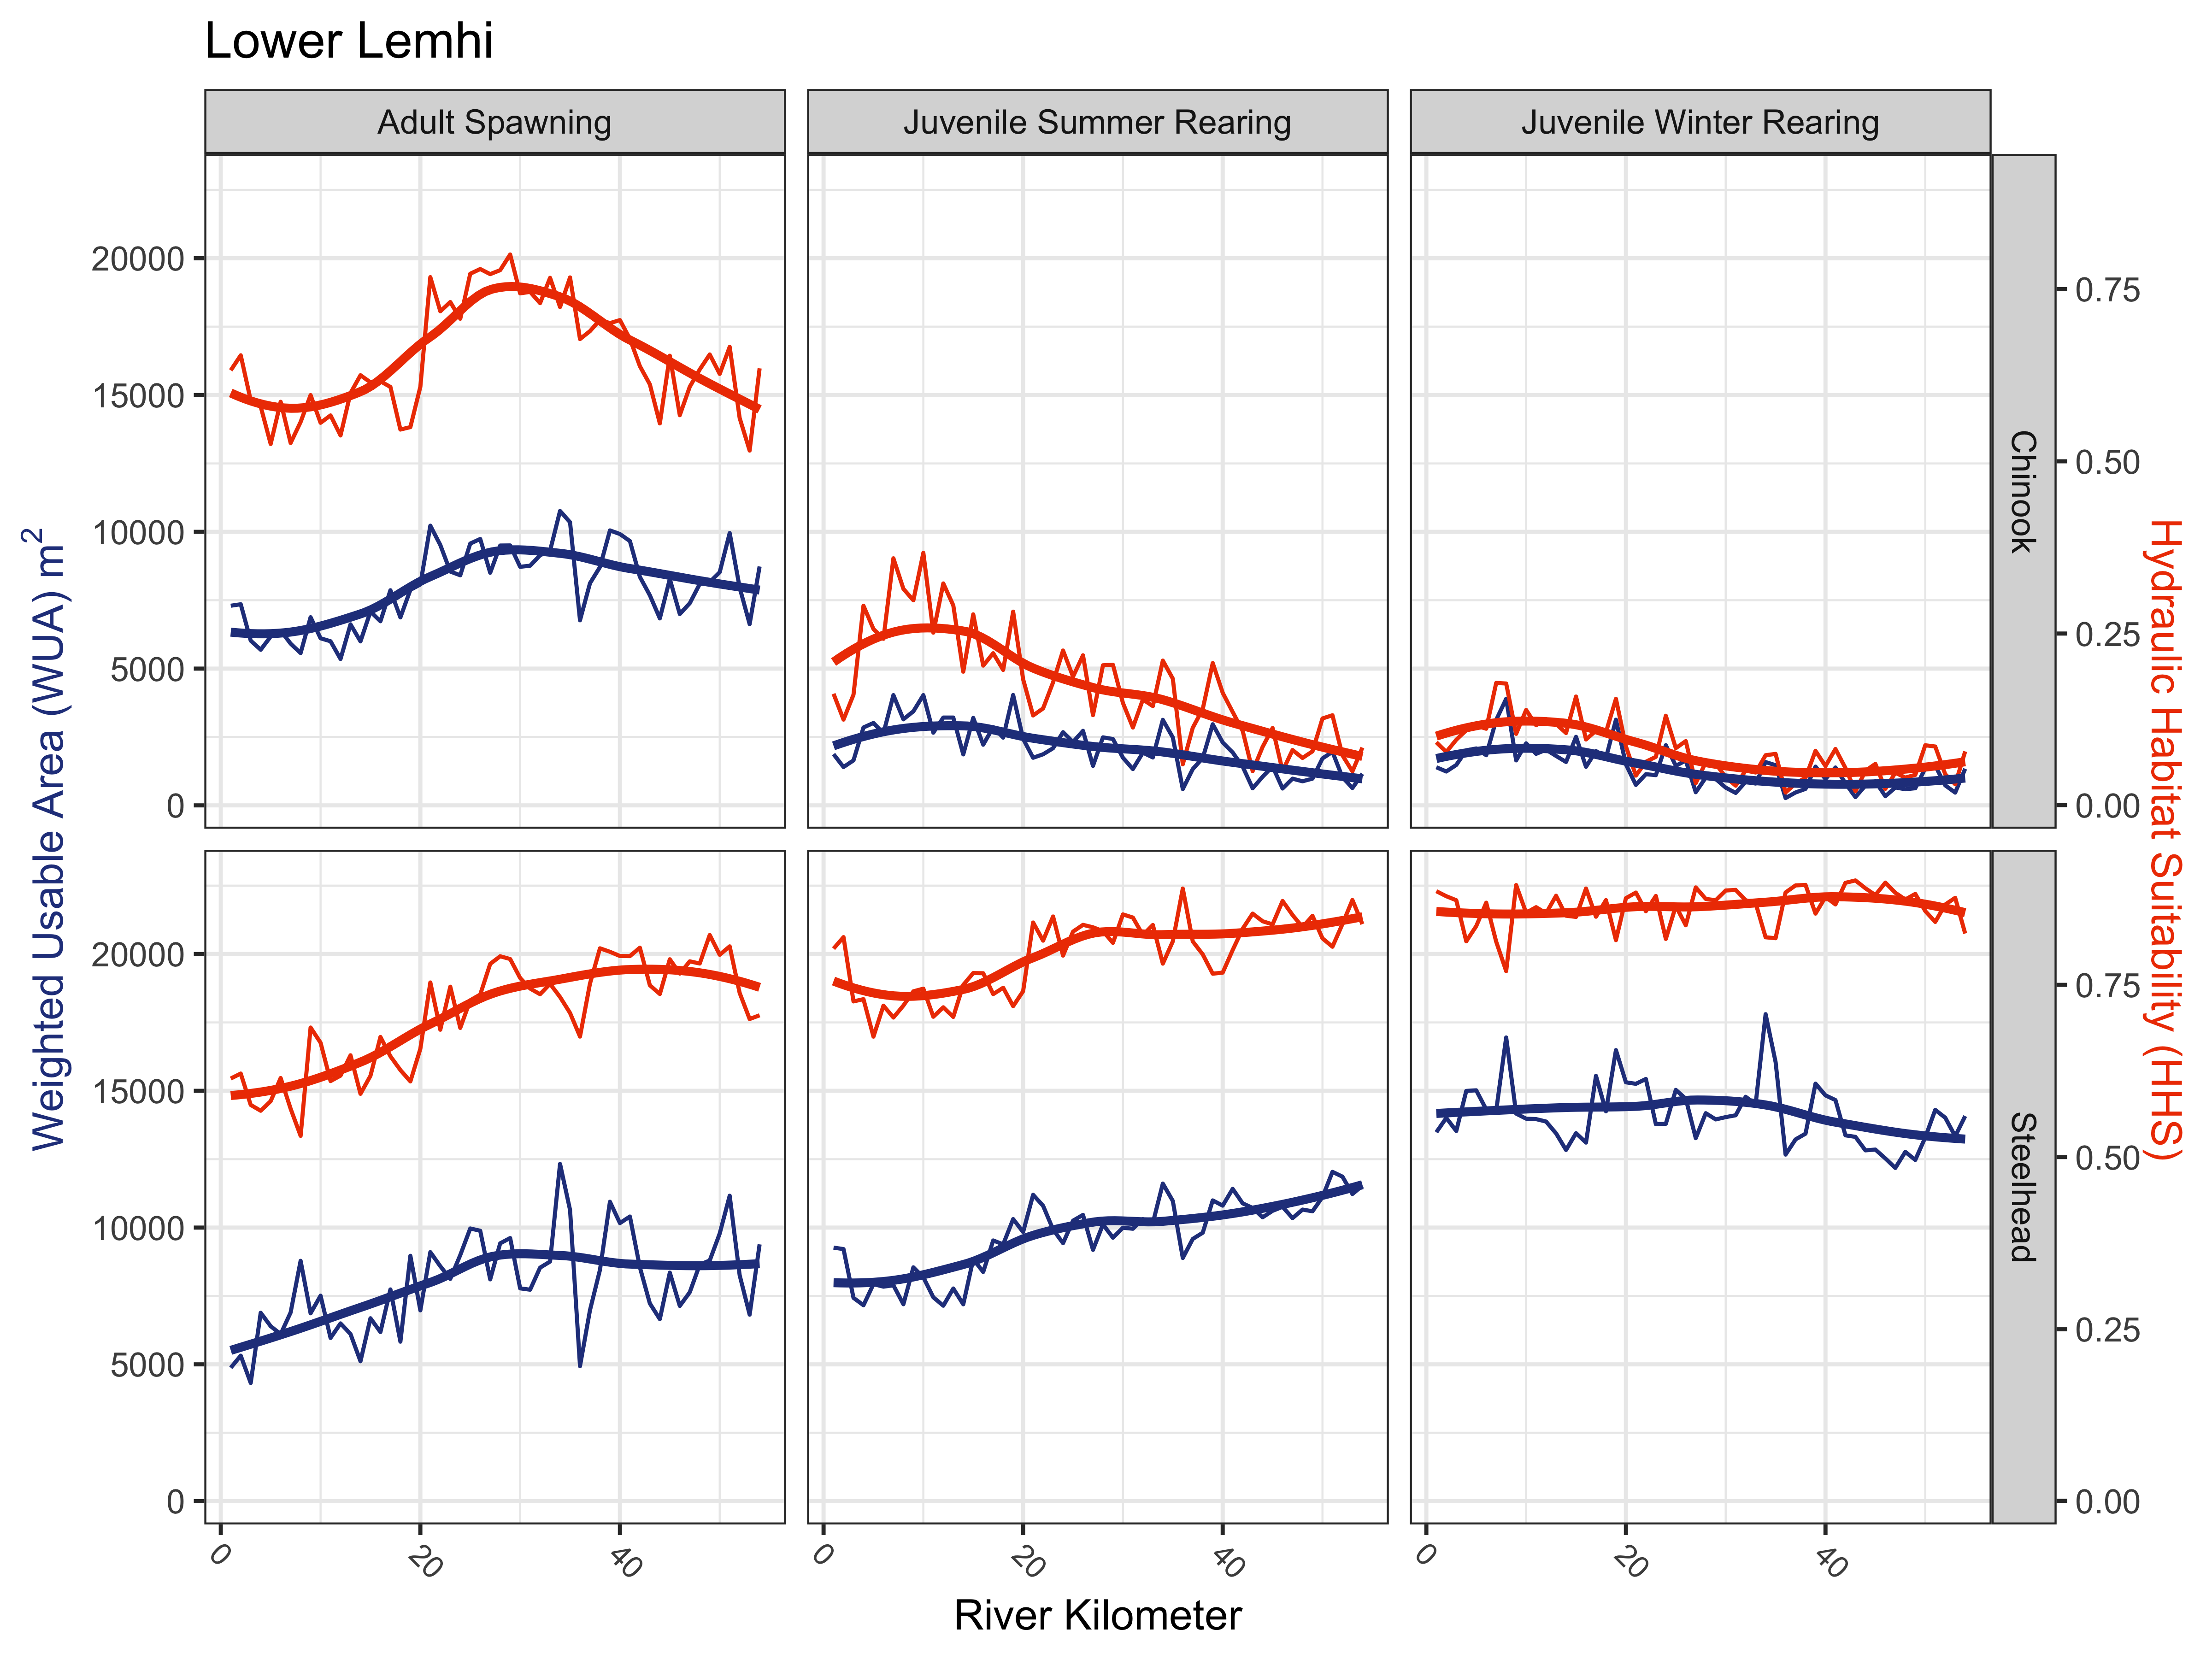 Lower Lemhi
Adult Spawning
Juvenile Summer Rearing
Juvenile Winter Rearing
Weighted Usable Area (WUA) m²
20000
15000
10000
5000
0
20000
15000
10000
5000
0
0.75
0.50
0.25
0.00
0.75
0.50
0.25
0.00
Chinook
Steelhead
Hydraulic Habitat Suitability (HHS)
0 20 40
0 20 40
0 20 40
River Kilometer